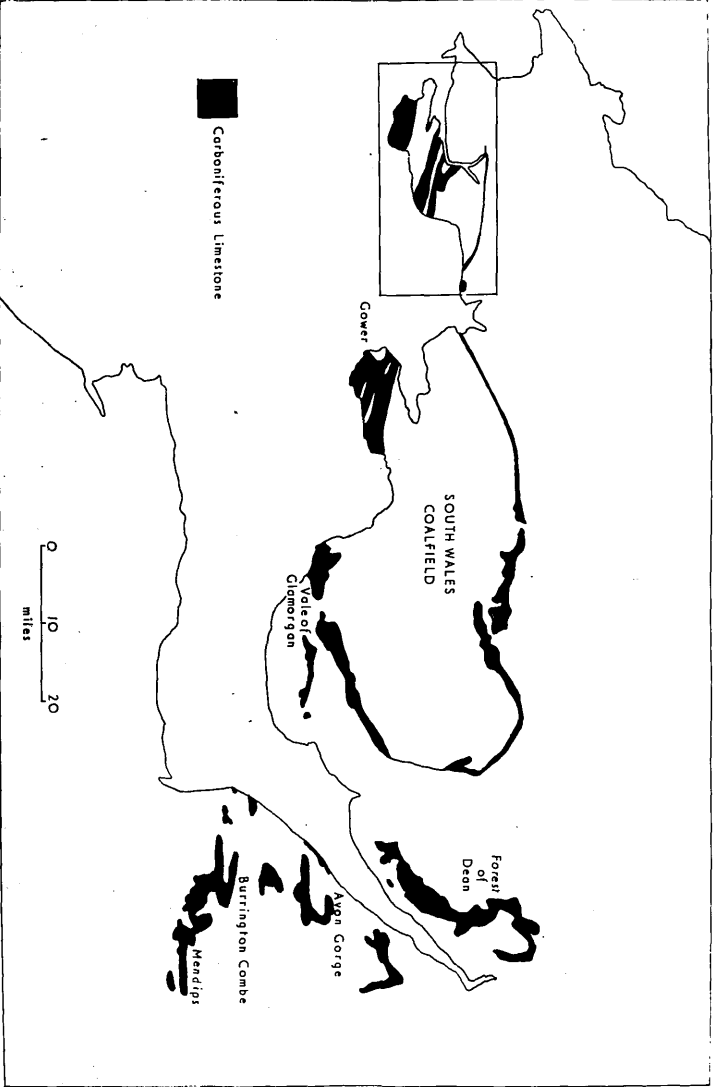 Forest
of
Dean
SOUTH WALES
COALFIELD
Gower
Vale of
Glamorgan
Avon Gorge
Burrington Combe
Mendips
Carboniferous Limestone
0 10 20
miles